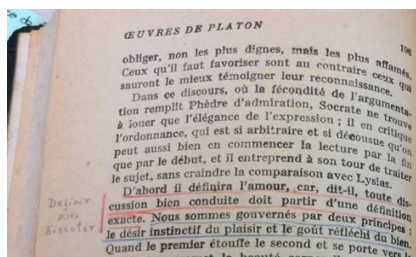 ŒUVRES DE PLATON
196
obliger, non les plus dignes, mais les plus affamés.
Ceux qu'il faut favoriser sont au contraire ceux qui
sauront le mieux témoigner leur reconnaissance.
Dans ce discours, où la fécondité de l'argumenta-
tion remplit Phèdre d'admiration, Socrate ne trouve
à louer que l'élégance de l'expression ; il en critique
l'ordonnance, qui est si arbitraire et si décousue qu'on
peut aussi bien en commencer la lecture par la fin
que par le début, et il entreprend à son tour de traiter
le sujet, sans craindre la comparaison avec Lysias.
D'abord il définira l'amour, car, dit-il, toute dis-
cussion bien conduite doit partir d'une définition
exacte. Nous sommes gouvernés par deux principes :
le désir instinctif du plaisir et le goût réfléchi du bien.
Quand le premier étouffe le second et se porte vers
Définir
avec
Discuter